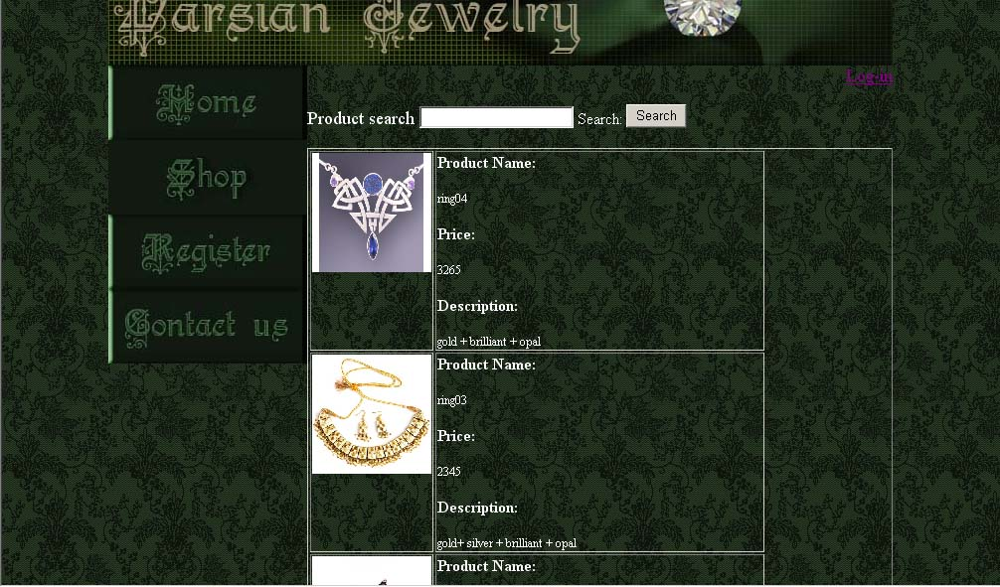 Parsian Jewelry
Log-in
Home
Shop
Register
Contact us
Product search Search: Search
Product Name:
ring04
Price:
3265
Description:
gold + brilliant + opal
Product Name:
ring03
Price:
2345
Description:
gold+ silver + brilliant + opal
Product Name: